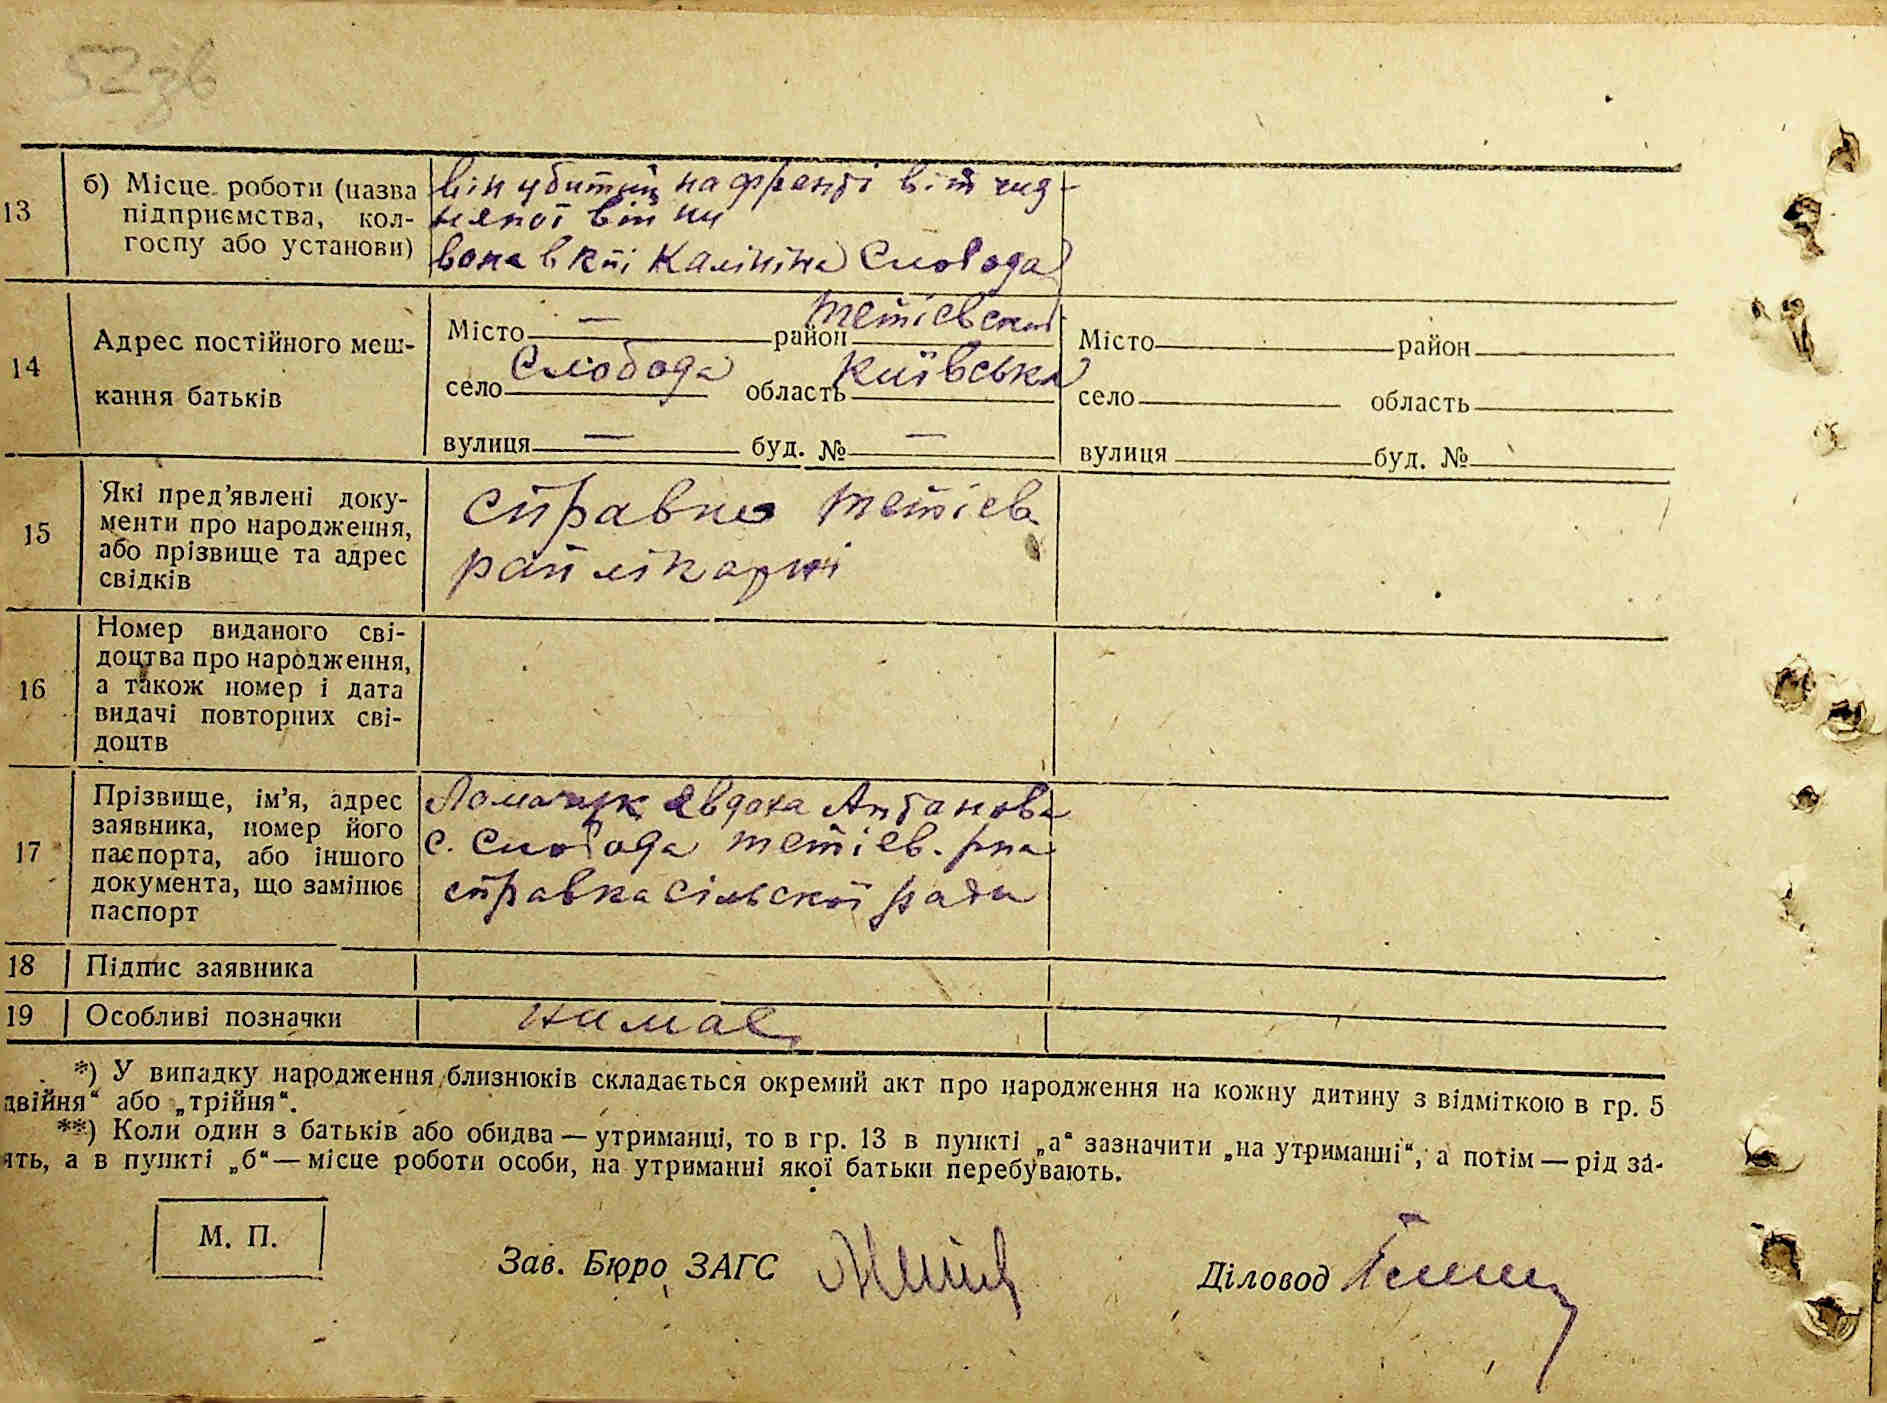 52зв
13
б) Місце роботи (назва
підприємства, кол-
госпу або установи)
він убитий на фронті вітчиз-
няної війни
вона в к-пі Калініна Слобода
14
Адрес постійного меш-
кання батьків
Місто — район Тетіевский
село Слобода область Київська
вулиця — буд. № —
Місто район
село область
вулиця буд. №
15
Які пред’явлені доку-
менти про народження,
або прізвище та адрес
свідків
справка Тетіев
райлікарні
16
Номер виданого сві-
доцтва про народження,
а також номер і дата
видачі повторних сві-
доцтв
17
Прізвище, ім’я, адрес
заявника, номер його
паспорта, або іншого
документа, що замінює
паспорт
Ломачук Явдоха Антанова
с. Слобода Тетіев. р-на
справка сільської ради
18 Підпис заявника
19 Особливі позначки
нимає
*) У випадку народження близнюків складається окремий акт про народження на кожну дитину з відміткою в гр. 5
двійня“ або „трійня“.
**) Коли один з батьків або обидва — утриманці, то в гр. 13 в пункті „а“ зазначити „на утриманні“, а потім — рід за-
ять, а в пункті „б“ — місце роботи особи, на утриманні якої батьки перебувають.
М. П.
Зав. Бюро ЗАГС
Діловод